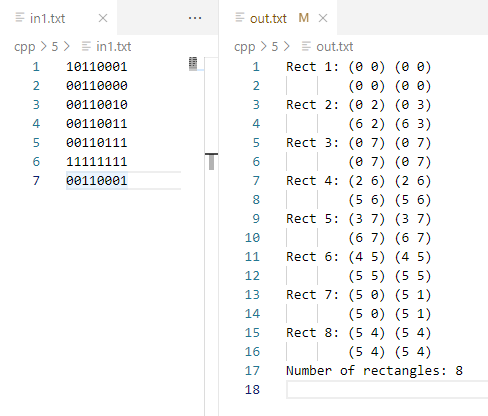 in1.txt
cpp > 5 > in1.txt
1 10110001
2 00110000
3 00110010
4 00110011
5 00110111
6 11111111
7 00110001
out.txt M
cpp > 5 > out.txt
1 Rect 1: (0 0) (0 0)
2 (0 0) (0 0)
3 Rect 2: (0 2) (0 3)
4 (6 2) (6 3)
5 Rect 3: (0 7) (0 7)
6 (0 7) (0 7)
7 Rect 4: (2 6) (2 6)
8 (5 6) (5 6)
9 Rect 5: (3 7) (3 7)
10 (6 7) (6 7)
11 Rect 6: (4 5) (4 5)
12 (5 5) (5 5)
13 Rect 7: (5 0) (5 1)
14 (5 0) (5 1)
15 Rect 8: (5 4) (5 4)
16 (5 4) (5 4)
17 Number of rectangles: 8
18